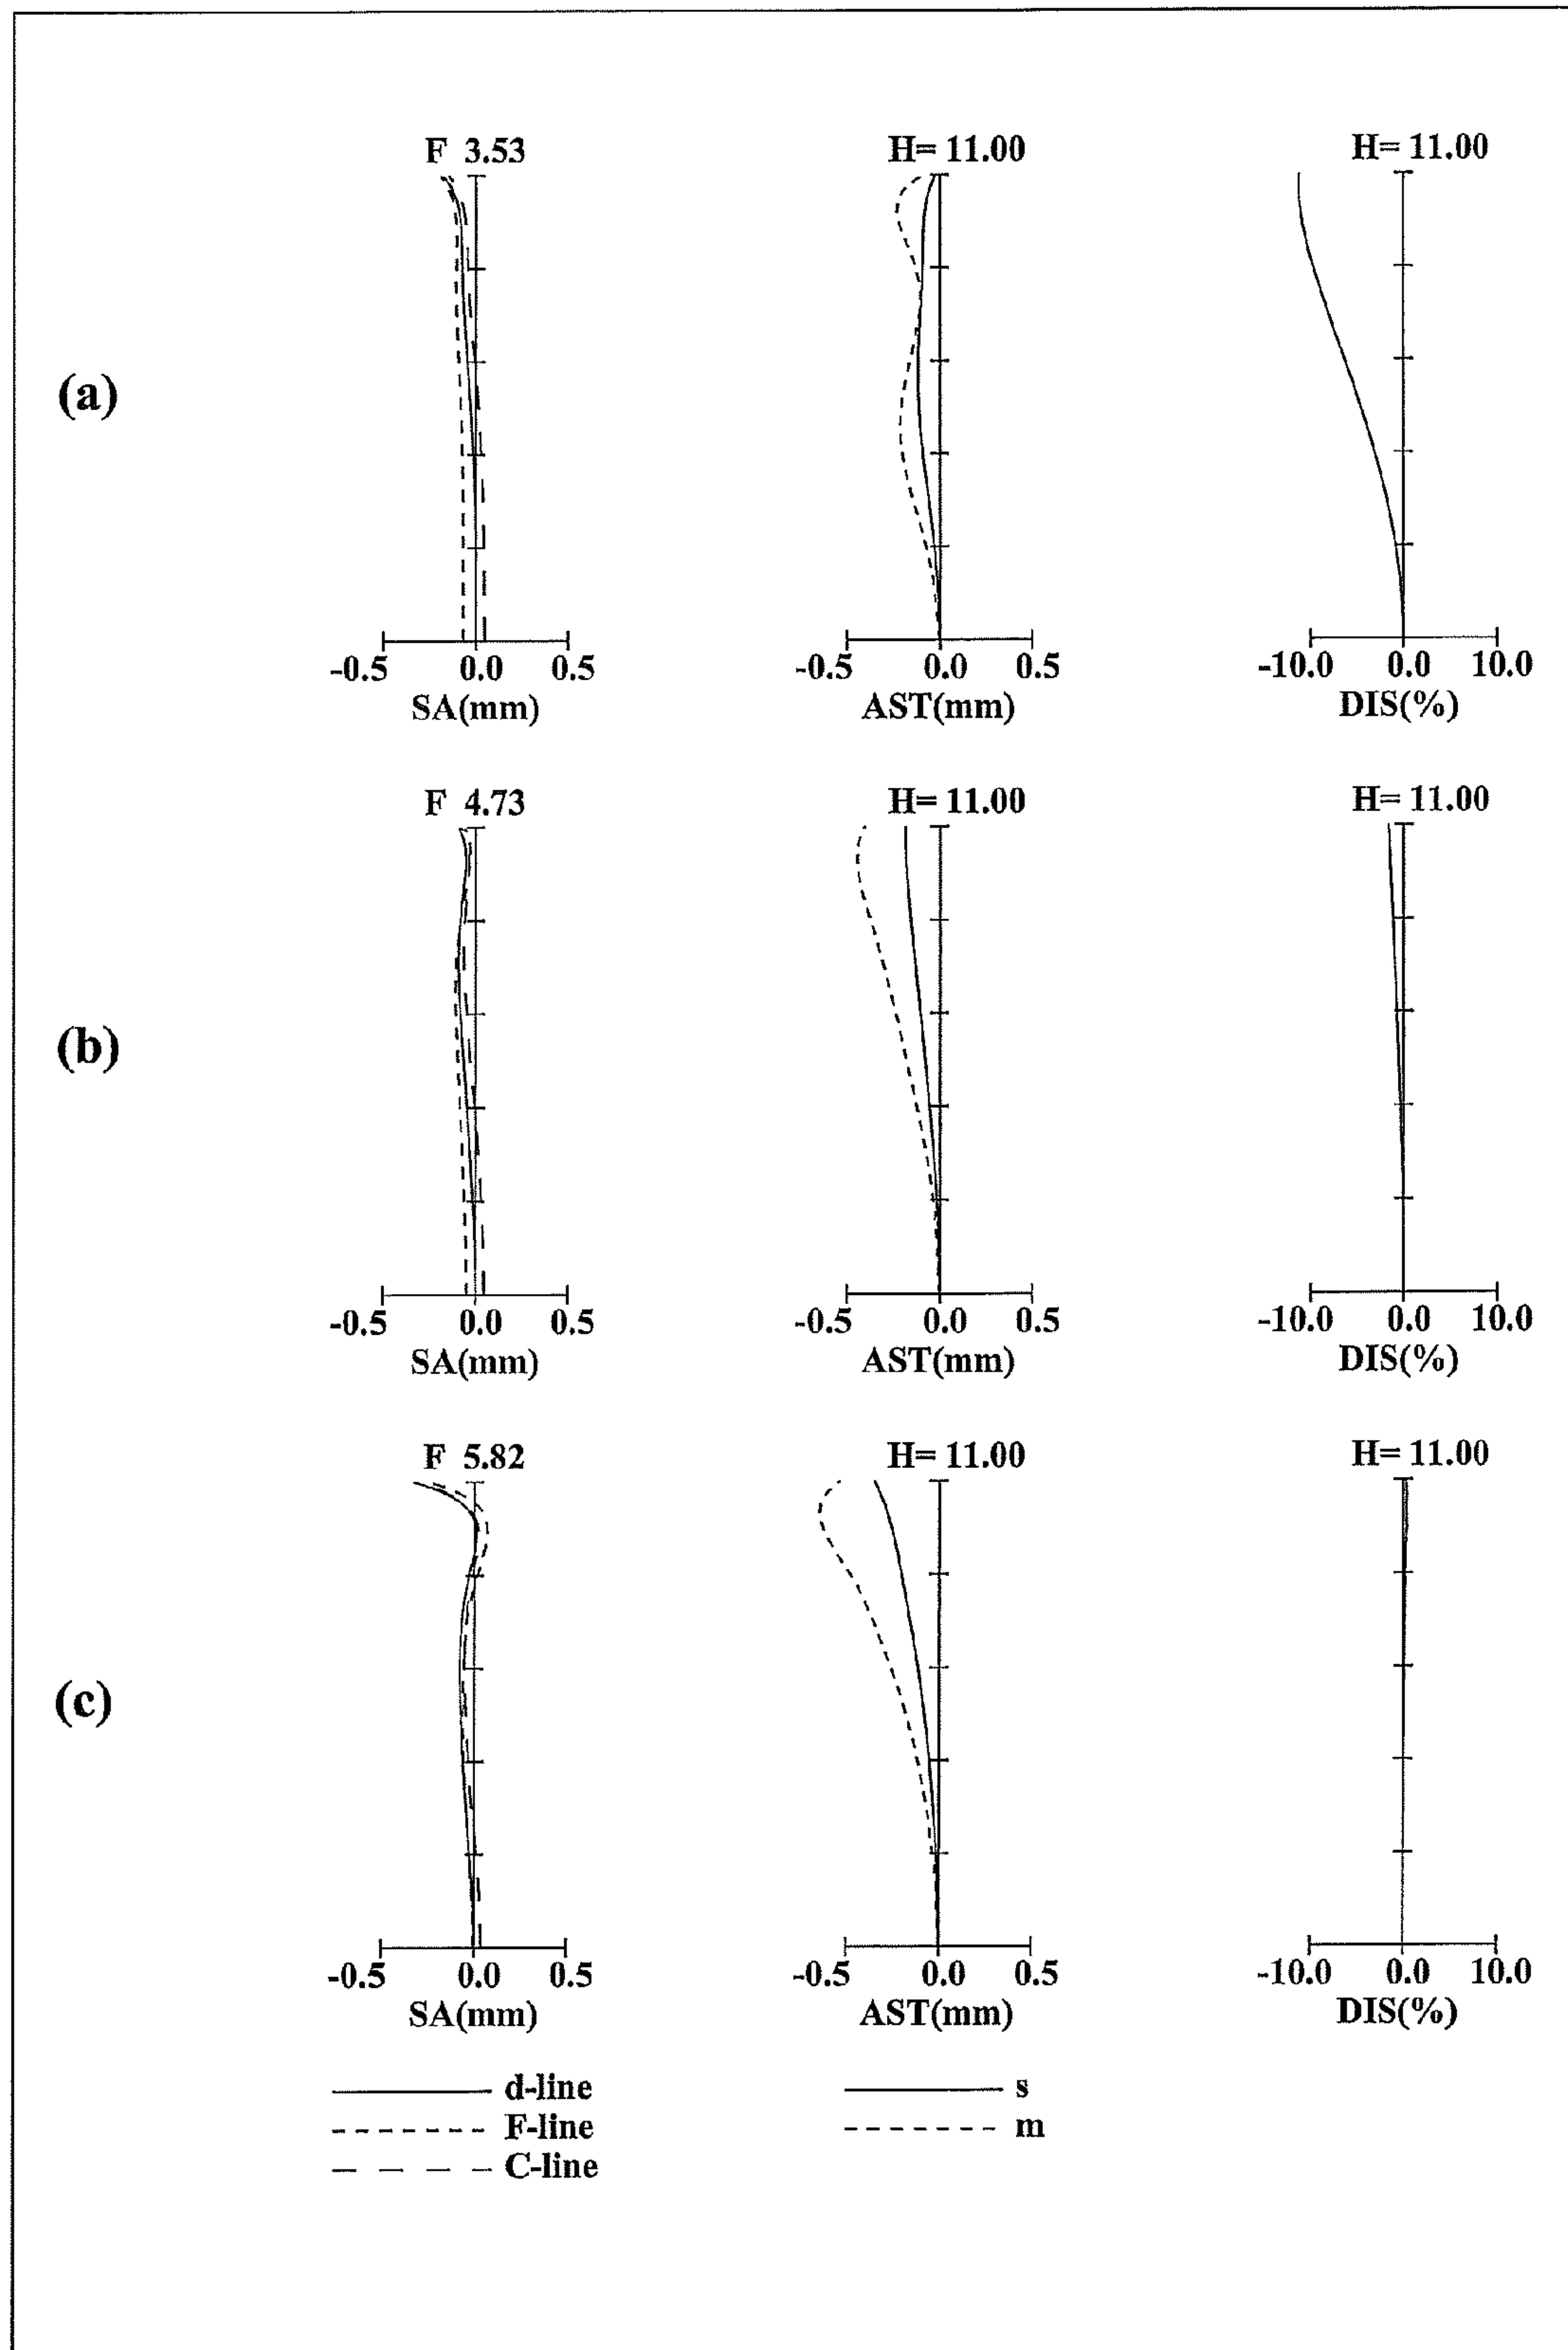 F 3.53
H= 11.00
H= 11.00
(a)
-0.5 0.0 0.5
-0.5 0.0 0.5
-10.0 0.0 10.0
SA(mm)
AST(mm)
DIS(%)
F 4.73
H= 11.00
H= 11.00
(b)
-0.5 0.0 0.5
-0.5 0.0 0.5
-10.0 0.0 10.0
SA(mm)
AST(mm)
DIS(%)
F 5.82
H= 11.00
H= 11.00
(c)
-0.5 0.0 0.5
-0.5 0.0 0.5
-10.0 0.0 10.0
SA(mm)
AST(mm)
DIS(%)
d-line
F-line
C-line
s
m